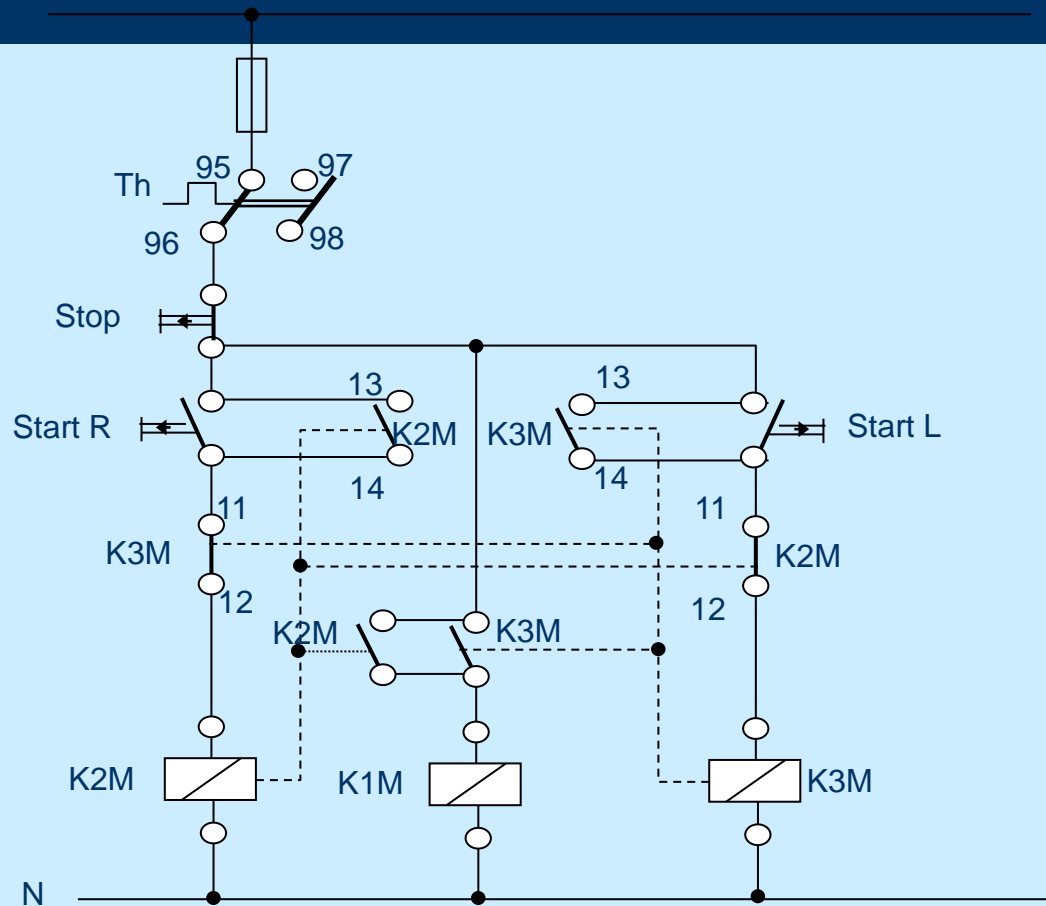 95 97
Th
96 98
Stop
13 13
Start R K2M K3M Start L
14 14
11 11
K3M K2M
12 12
K2M K3M
K2M K1M K3M
N